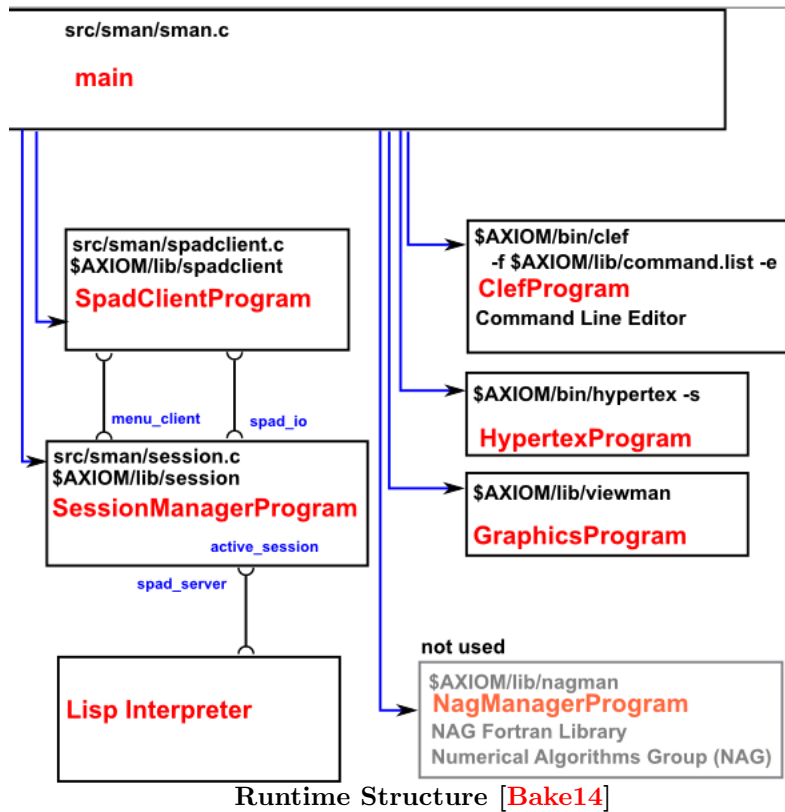 src/sman/sman.c
main
src/sman/spadclient.c
$AXIOM/lib/spadclient
SpadClientProgram
menu_client
spad_io
src/sman/session.c
$AXIOM/lib/session
SessionManagerProgram
active_session
spad_server
Lisp Interpreter
$AXIOM/bin/clef
-f $AXIOM/lib/command.list -e
ClefProgram
Command Line Editor
$AXIOM/bin/hypertex -s
HypertexProgram
$AXIOM/lib/viewman
GraphicsProgram
not used
$AXIOM/lib/nagman
NagManagerProgram
NAG Fortran Library
Numerical Algorithms Group (NAG)
Runtime Structure [Bake14]